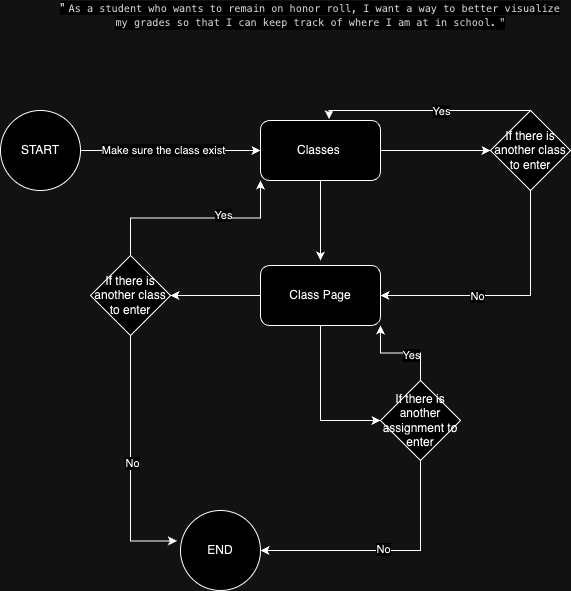 " As a student who wants to remain on honor roll, I want a way to better visualize
my grades so that I can keep track of where I am at in school. "
Yes
START
Make sure the class exist
Classes
If there is
another class
to enter
Yes
If there is
another class
to enter
Class Page
No
Yes
If there is
another
assignment to
enter
No
END
No